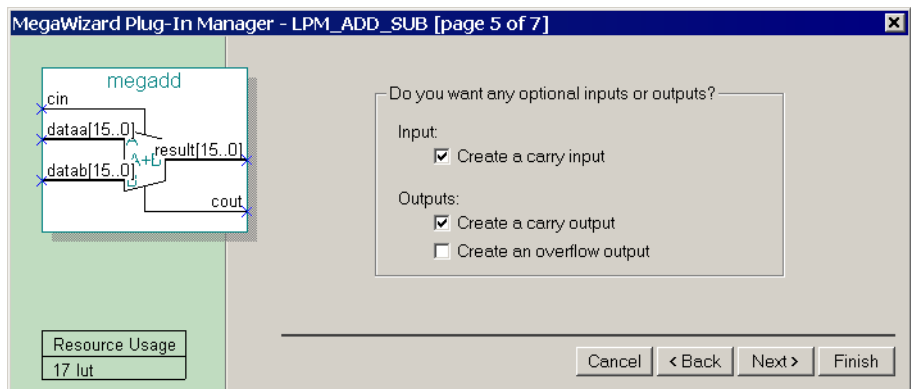 MegaWizard Plug-In Manager - LPM_ADD_SUB [page 5 of 7]
megadd
cin
dataa[15..0]
A
A+B
result[15..0]
datab[15..0]
B
cout
Do you want any optional inputs or outputs?
Input:
Create a carry input
Outputs:
Create a carry output
Create an overflow output
Resource Usage
17 lut
Cancel
< Back
Next >
Finish